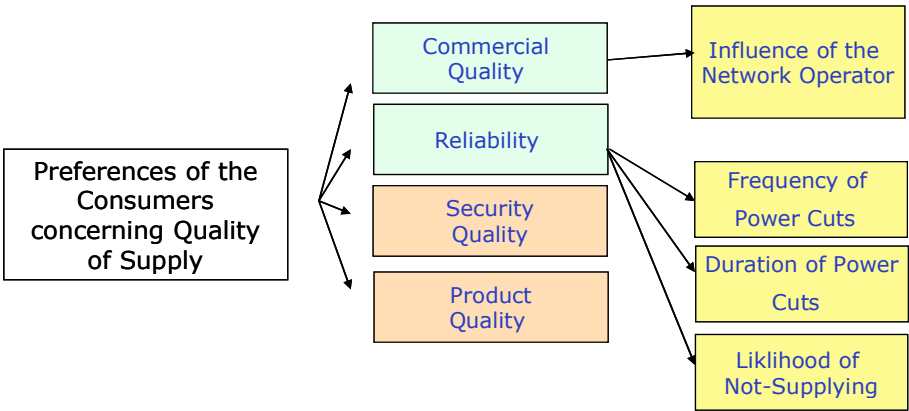 Preferences of the
Consumers
concerning Quality
of Supply
Commercial
Quality
Reliability
Security
Quality
Product
Quality
Influence of the
Network Operator
Frequency of
Power Cuts
Duration of Power
Cuts
Liklihood of
Not-Supplying